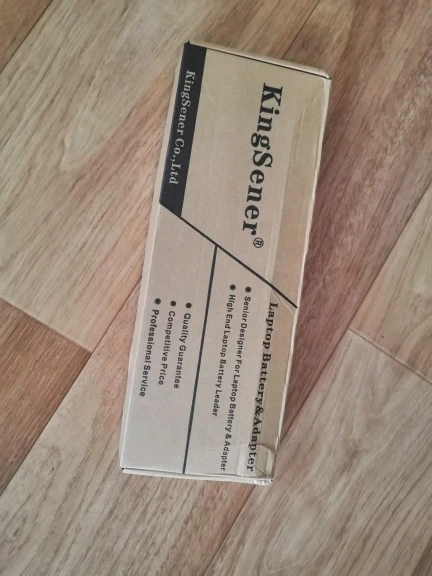 KingSener®
KingSener Co.,Ltd
Laptop Battery&Adapter
● Senior Designer For Laptop Battery & Adapter
● High End Laptop Battery Leader
● Quality Guarantee
● Competitive Price
● Professional Service